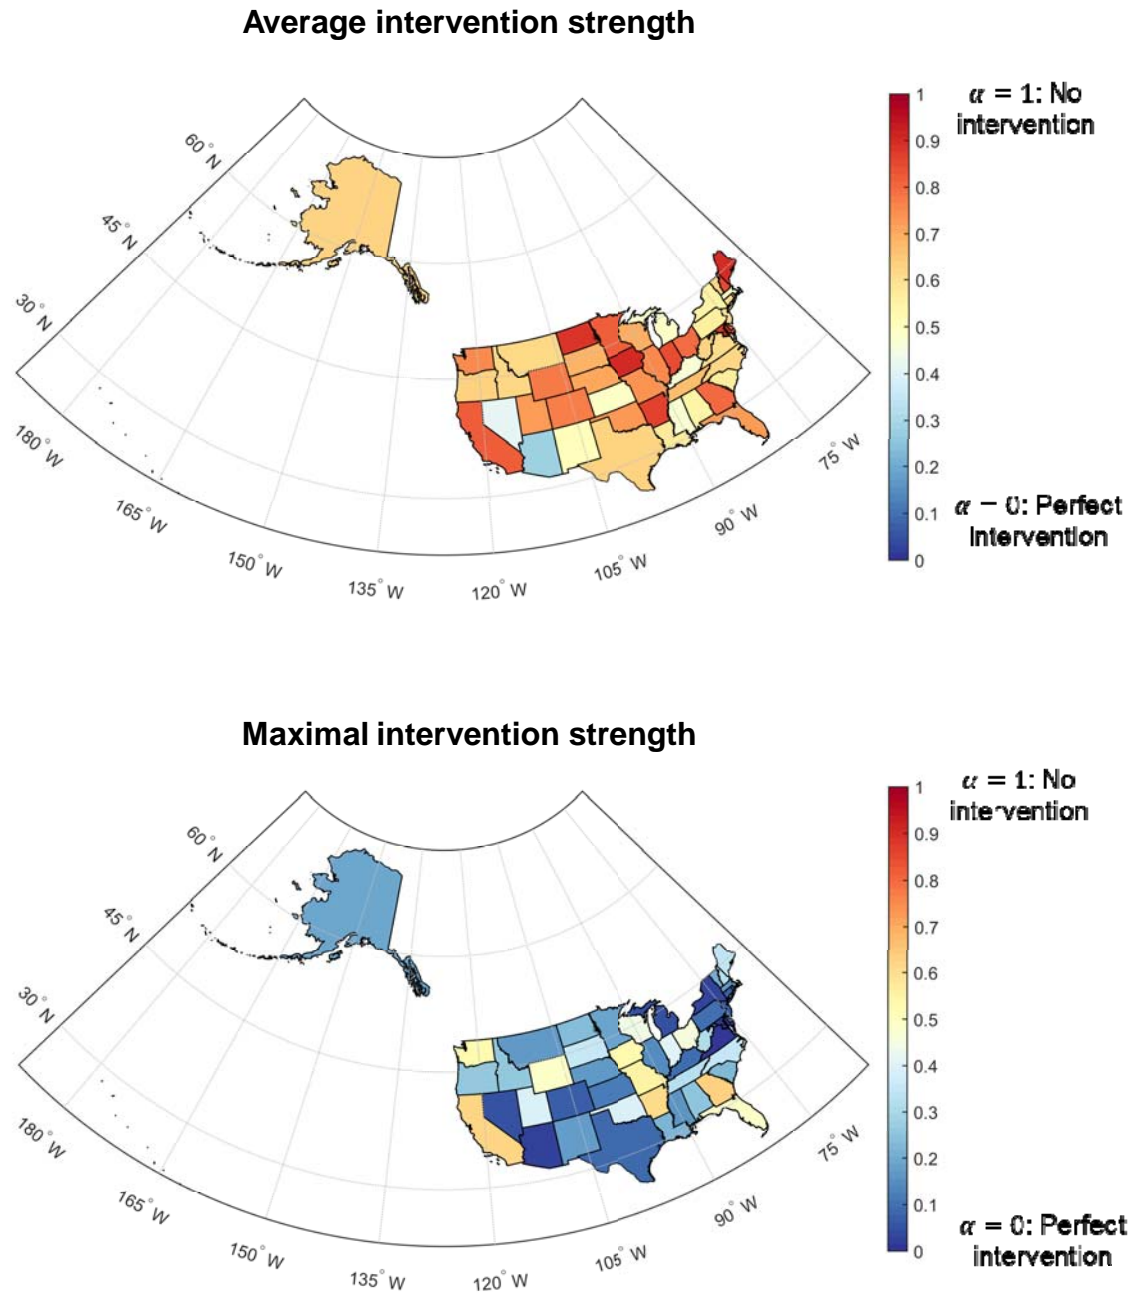 Average intervention strength
60° N
45° N
30° N
180° W
165° W
150° W
135° W
120° W
105° W
90° W
75° W
1
0.9
0.8
0.7
0.6
0.5
0.4
0.3
0.2
0.1
0
α = 1: No
intervention
α = 0: Perfect
intervention
Maximal intervention strength
60° N
45° N
30° N
180° W
165° W
150° W
135° W
120° W
105° W
90° W
75° W
1
0.9
0.8
0.7
0.6
0.5
0.4
0.3
0.2
0.1
0
α = 1: No
intervention
α = 0: Perfect
intervention